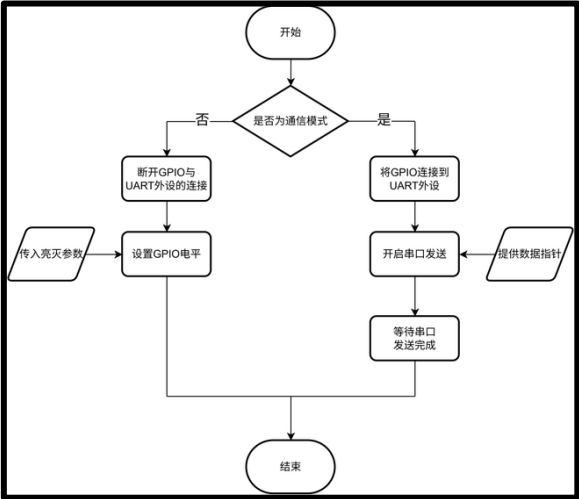 开始
是否为通信模式
否
是
断开GPIO与
UART外设的连接
将GPIO连接到
UART外设
传入亮灭参数
设置GPIO电平
开启串口发送
提供数据指针
等待串口
发送完成
结束